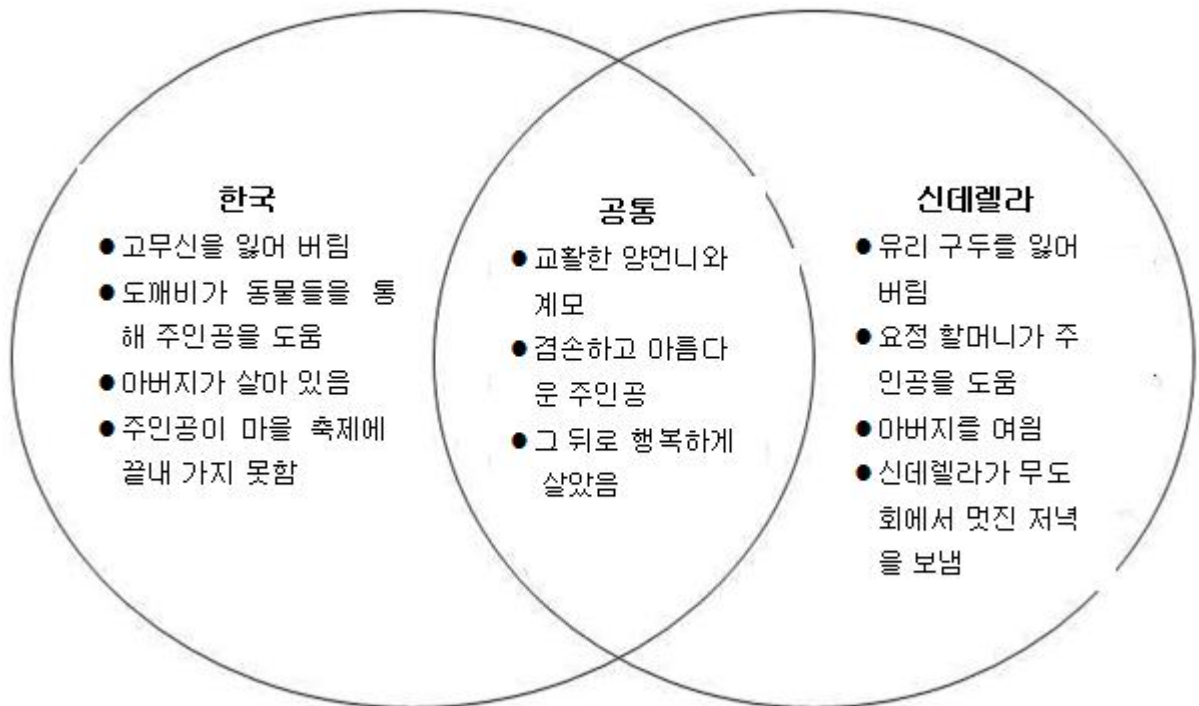 한국
● 고무신을 잃어 버림
● 도깨비가 동물들을 통
해 주인공을 도움
● 아버지가 살아 있음
● 주인공이 마을 축제에
끝내 가지 못함
공통
● 교활한 양언니와
계모
● 겸손하고 아름다
운 주인공
● 그 뒤로 행복하게
살았음
신데렐라
● 유리 구두를 잃어
버림
● 요정 할머니가 주
인공을 도움
● 아버지를 여윔
● 신데렐라가 무도
회에서 멋진 저녁
을 보냄